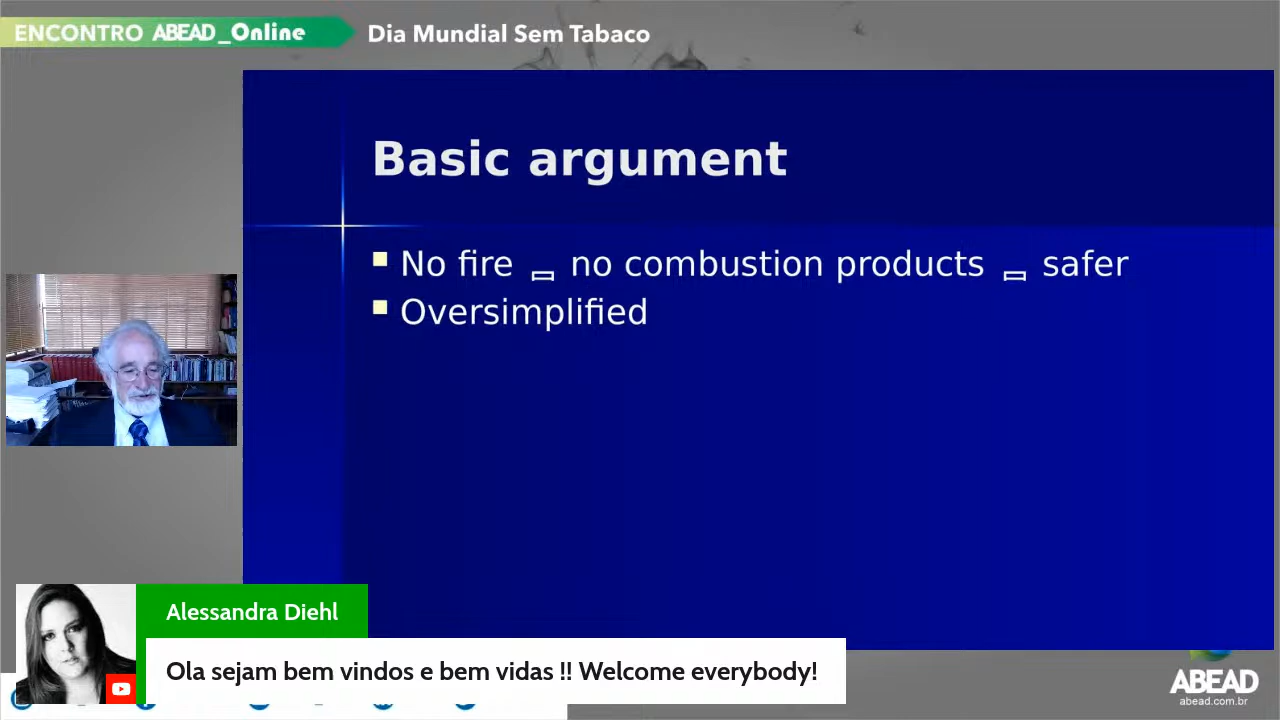 ENCONTRO ABEAD_Online
Dia Mundial Sem Tabaco
Basic argument
No fire no combustion products safer
Oversimplified
Alessandra Diehl
Ola sejam bem vindos e bem vidas !! Welcome everybody!
ABEAD
abead.com.br